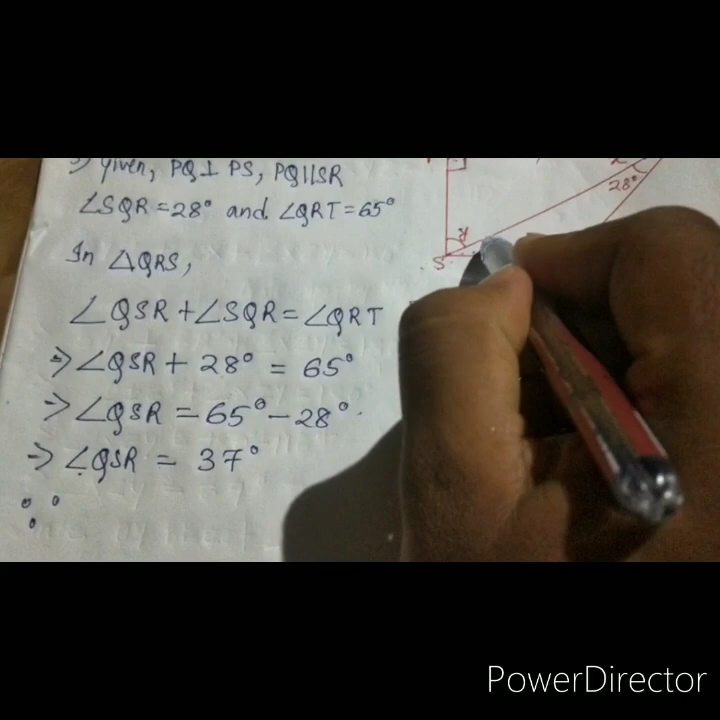 Given, PQ⊥ PS, PQ||SR
∠SQR = 28° and ∠QRT = 65°
In △QRS,
∠QSR + ∠SQR = ∠QRT
⇒ ∠QSR + 28° = 65°
⇒ ∠QSR = 65° – 28°.
⇒ ∠QSR = 37°
∴
28°
y
S
PowerDirector